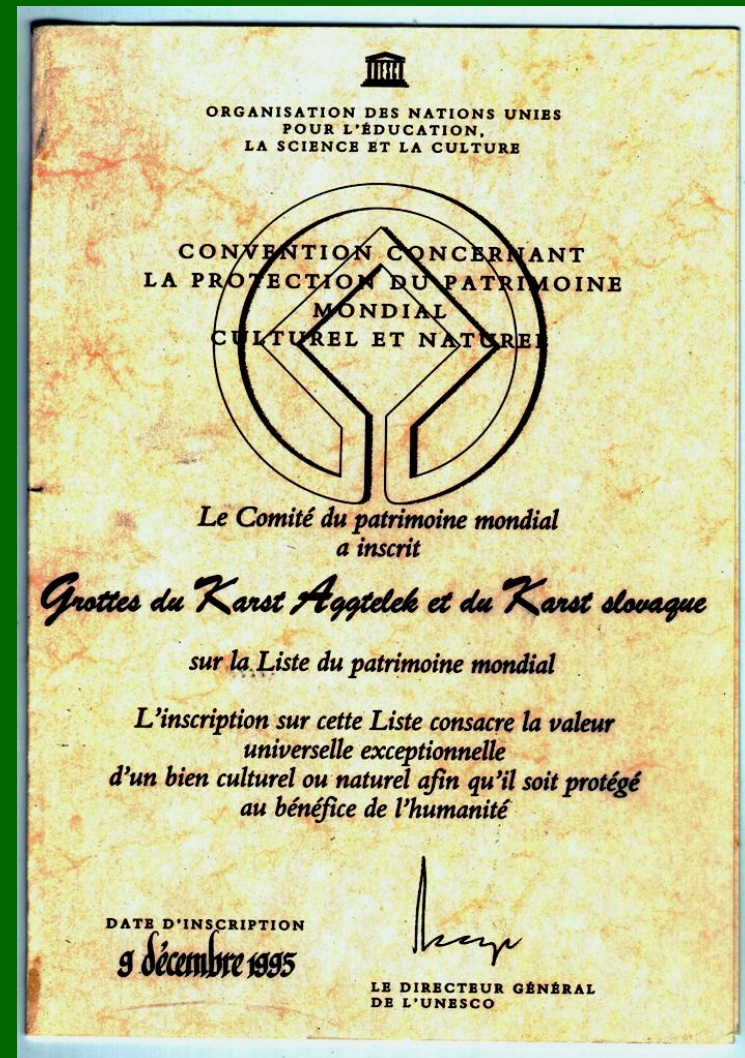 ORGANISATION DES NATIONS UNIES
POUR L'ÉDUCATION,
LA SCIENCE ET LA CULTURE
CONVENTION CONCERNANT
LA PROTECTION DU PATRIMOINE
MONDIAL
CULTUREL ET NATUREL
Le Comité du patrimoine mondial
a inscrit
Grottes du Karst Aggtelek et du Karst slovaque
sur la Liste du patrimoine mondial
L'inscription sur cette Liste consacre la valeur
universelle exceptionnelle
d'un bien culturel ou naturel afin qu'il soit protégé
au bénéfice de l'humanité
DATE D'INSCRIPTION
9 décembre 1995
LE DIRECTEUR GÉNÉRAL
DE L'UNESCO